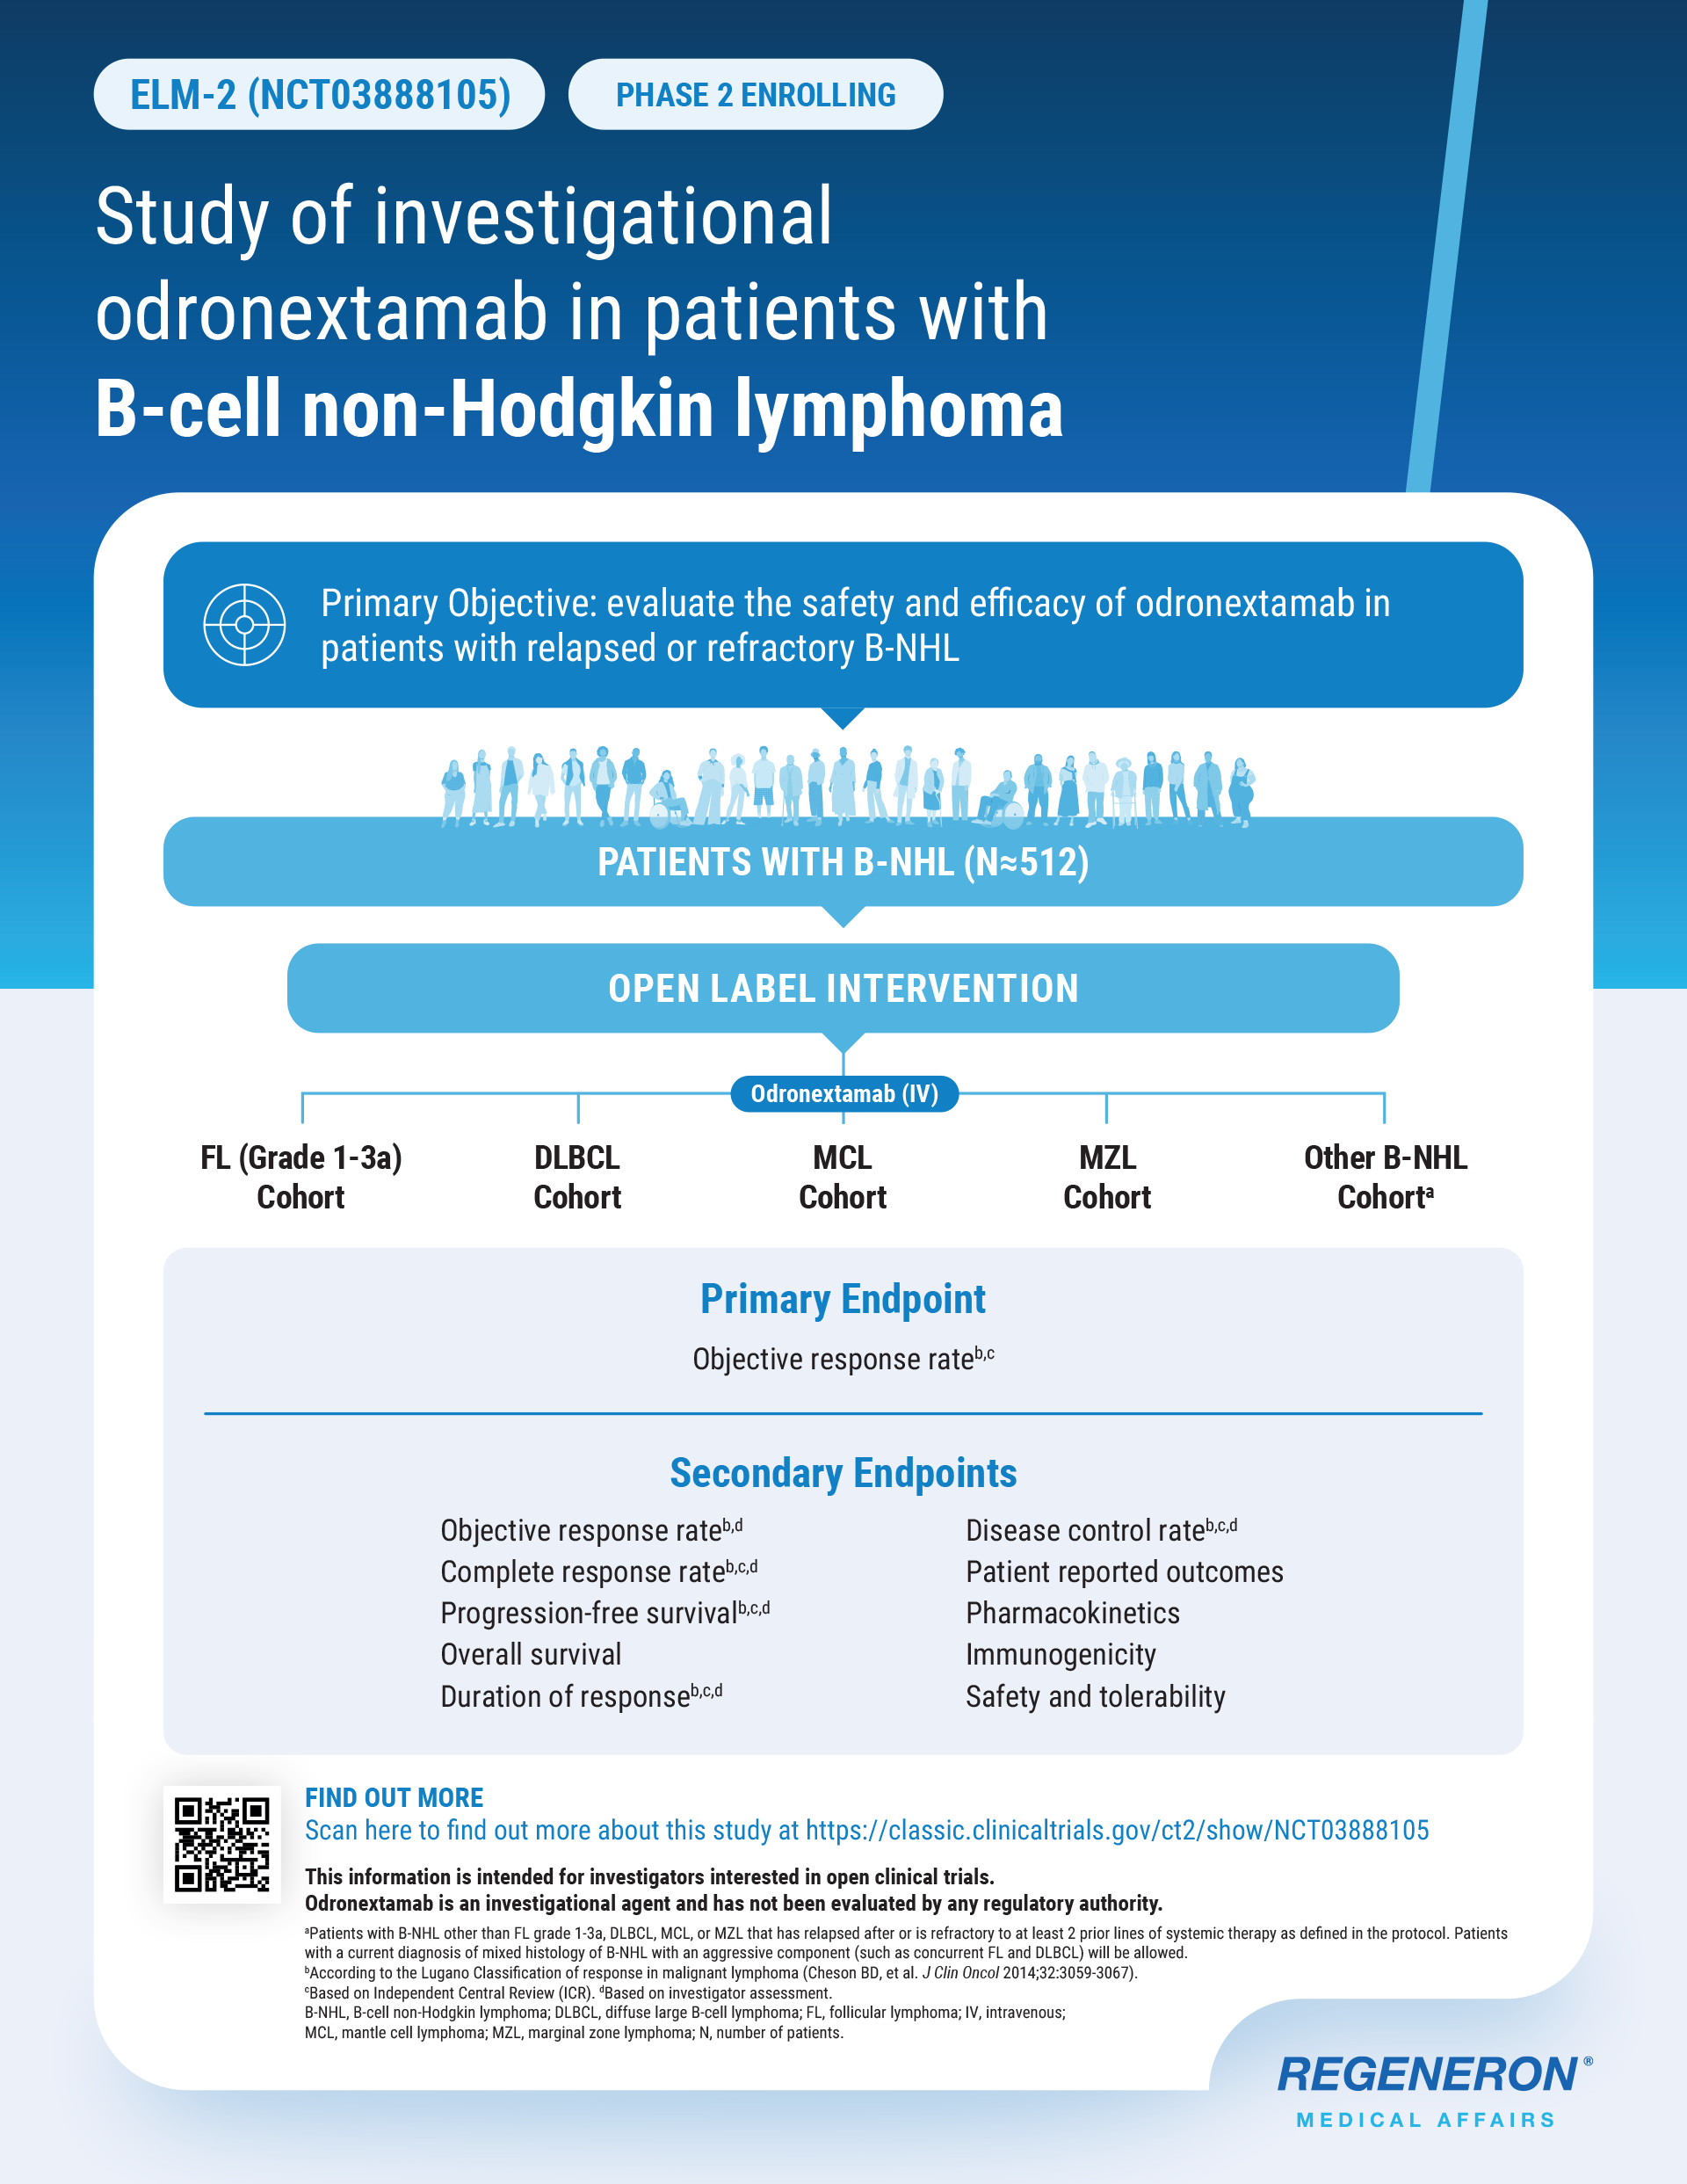 ELM-2 (NCT03888105)
PHASE 2 ENROLLING
Study of investigational
odronextamab in patients with
B-cell non-Hodgkin lymphoma
Primary Objective: evaluate the safety and efficacy of odronextamab in
patients with relapsed or refractory B-NHL
PATIENTS WITH B-NHL (N≈512)
OPEN LABEL INTERVENTION
Odronextamab (IV)
FL (Grade 1-3a)
Cohort
DLBCL
Cohort
MCL
Cohort
MZL
Cohort
Other B-NHL
Cohortᵃ
Primary Endpoint
Objective response rateᵇ,ᶜ
Secondary Endpoints
Objective response rateᵇ,ᵈ
Complete response rateᵇ,ᶜ,ᵈ
Progression-free survivalᵇ,ᶜ,ᵈ
Overall survival
Duration of responseᵇ,ᶜ,ᵈ
Disease control rateᵇ,ᶜ,ᵈ
Patient reported outcomes
Pharmacokinetics
Immunogenicity
Safety and tolerability
FIND OUT MORE
Scan here to find out more about this study at https://classic.clinicaltrials.gov/ct2/show/NCT03888105
This information is intended for investigators interested in open clinical trials.
Odronextamab is an investigational agent and has not been evaluated by any regulatory authority.
ᵃPatients with B-NHL other than FL grade 1-3a, DLBCL, MCL, or MZL that has relapsed after or is refractory to at least 2 prior lines of systemic therapy as defined in the protocol. Patients
with a current diagnosis of mixed histology of B-NHL with an aggressive component (such as concurrent FL and DLBCL) will be allowed.
ᵇAccording to the Lugano Classification of response in malignant lymphoma (Cheson BD, et al. J Clin Oncol 2014;32:3059-3067).
ᶜBased on Independent Central Review (ICR). ᵈBased on investigator assessment.
B-NHL, B-cell non-Hodgkin lymphoma; DLBCL, diffuse large B-cell lymphoma; FL, follicular lymphoma; IV, intravenous;
MCL, mantle cell lymphoma; MZL, marginal zone lymphoma; N, number of patients.
REGENERON®
MEDICAL AFFAIRS